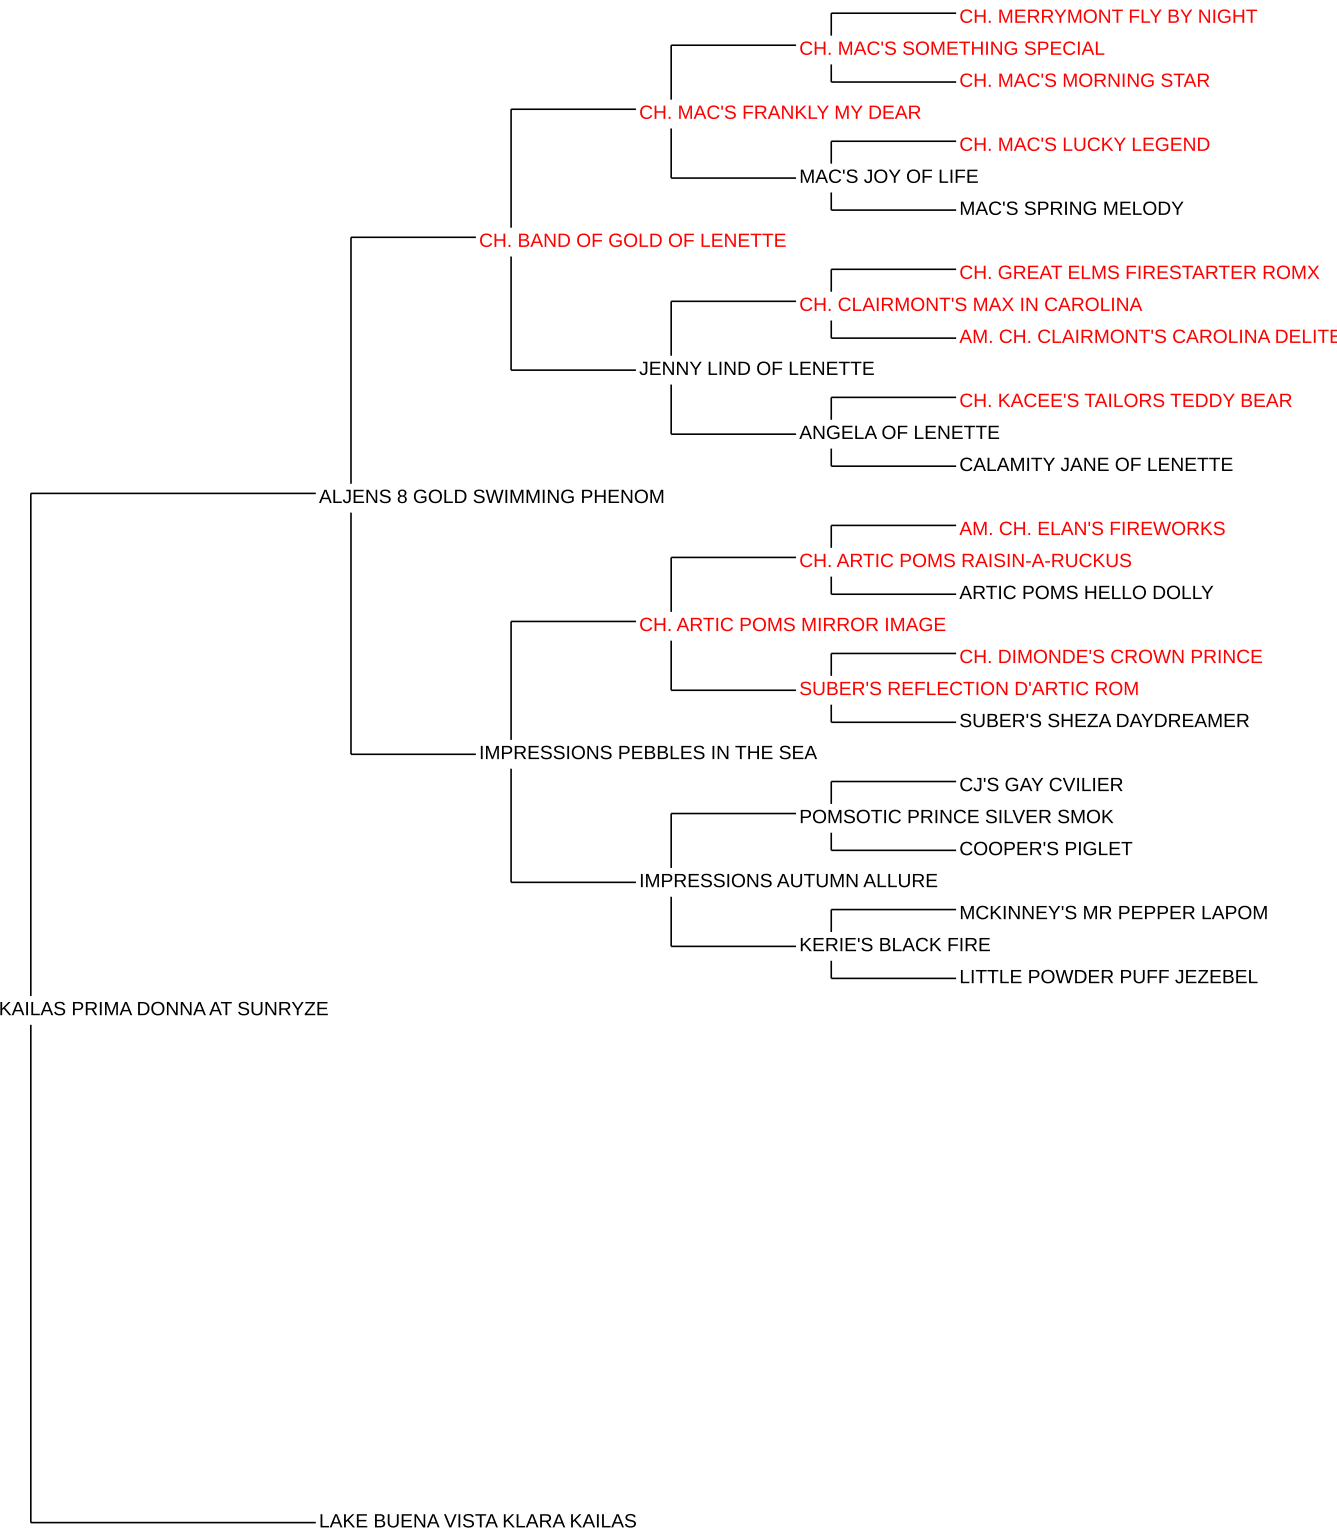 CH. MERRYMONT FLY BY NIGHT
CH. MAC'S SOMETHING SPECIAL
CH. MAC'S MORNING STAR
CH. MAC'S FRANKLY MY DEAR
CH. MAC'S LUCKY LEGEND
MAC'S JOY OF LIFE
MAC'S SPRING MELODY
CH. BAND OF GOLD OF LENETTE
CH. GREAT ELMS FIRESTARTER ROMX
CH. CLAIRMONT'S MAX IN CAROLINA
AM. CH. CLAIRMONT'S CAROLINA DELITE
JENNY LIND OF LENETTE
CH. KACEE'S TAILORS TEDDY BEAR
ANGELA OF LENETTE
CALAMITY JANE OF LENETTE
ALJENS 8 GOLD SWIMMING PHENOM
AM. CH. ELAN'S FIREWORKS
CH. ARTIC POMS RAISIN-A-RUCKUS
ARTIC POMS HELLO DOLLY
CH. ARTIC POMS MIRROR IMAGE
CH. DIMONDE'S CROWN PRINCE
SUBER'S REFLECTION D'ARTIC ROM
SUBER'S SHEZA DAYDREAMER
IMPRESSIONS PEBBLES IN THE SEA
CJ'S GAY CVILIER
POMSOTIC PRINCE SILVER SMOK
COOPER'S PIGLET
IMPRESSIONS AUTUMN ALLURE
MCKINNEY'S MR PEPPER LAPOM
KERIE'S BLACK FIRE
LITTLE POWDER PUFF JEZEBEL
KAILAS PRIMA DONNA AT SUNRYZE
LAKE BUENA VISTA KLARA KAILAS